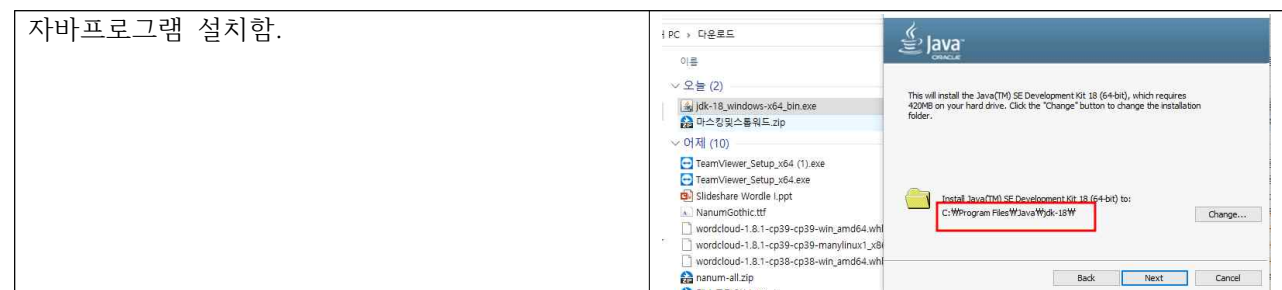 자바프로그램 설치함.
PC > 다운로드
이름
오늘 (2)
jdk-18_windows-x64_bin.exe
마스킹및스톱워드.zip
어제 (10)
TeamViewer_Setup_x64 (1).exe
TeamViewer_Setup_x64.exe
Slideshare Wordle I.ppt
NanumGothic.ttf
wordcloud-1.8.1-cp39-cp39-win_amd64.whl
wordcloud-1.8.1-cp39-cp39-manylinux1_x8
wordcloud-1.8.1-cp38-cp38-win_amd64.whl
nanum-all.zip
Java
ORACLE
This will install the Java(TM) SE Development Kit 18 (64-bit), which requires
420MB on your hard drive. Click the "Change" button to change the installation
folder.
Install Java(TM) SE Development Kit 18 (64-bit) to:
C:₩Program Files₩Java₩jdk-18₩
Change...
Back Next Cancel